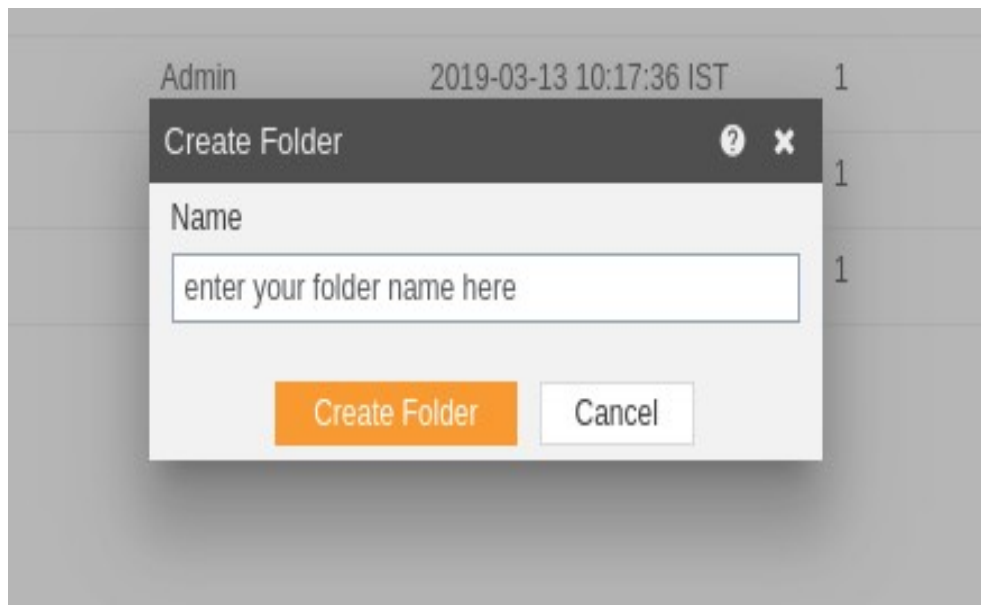 Admin 2019-03-13 10:17:36 IST 1
Create Folder ?
1
Name
1
enter your folder name here
Create Folder Cancel